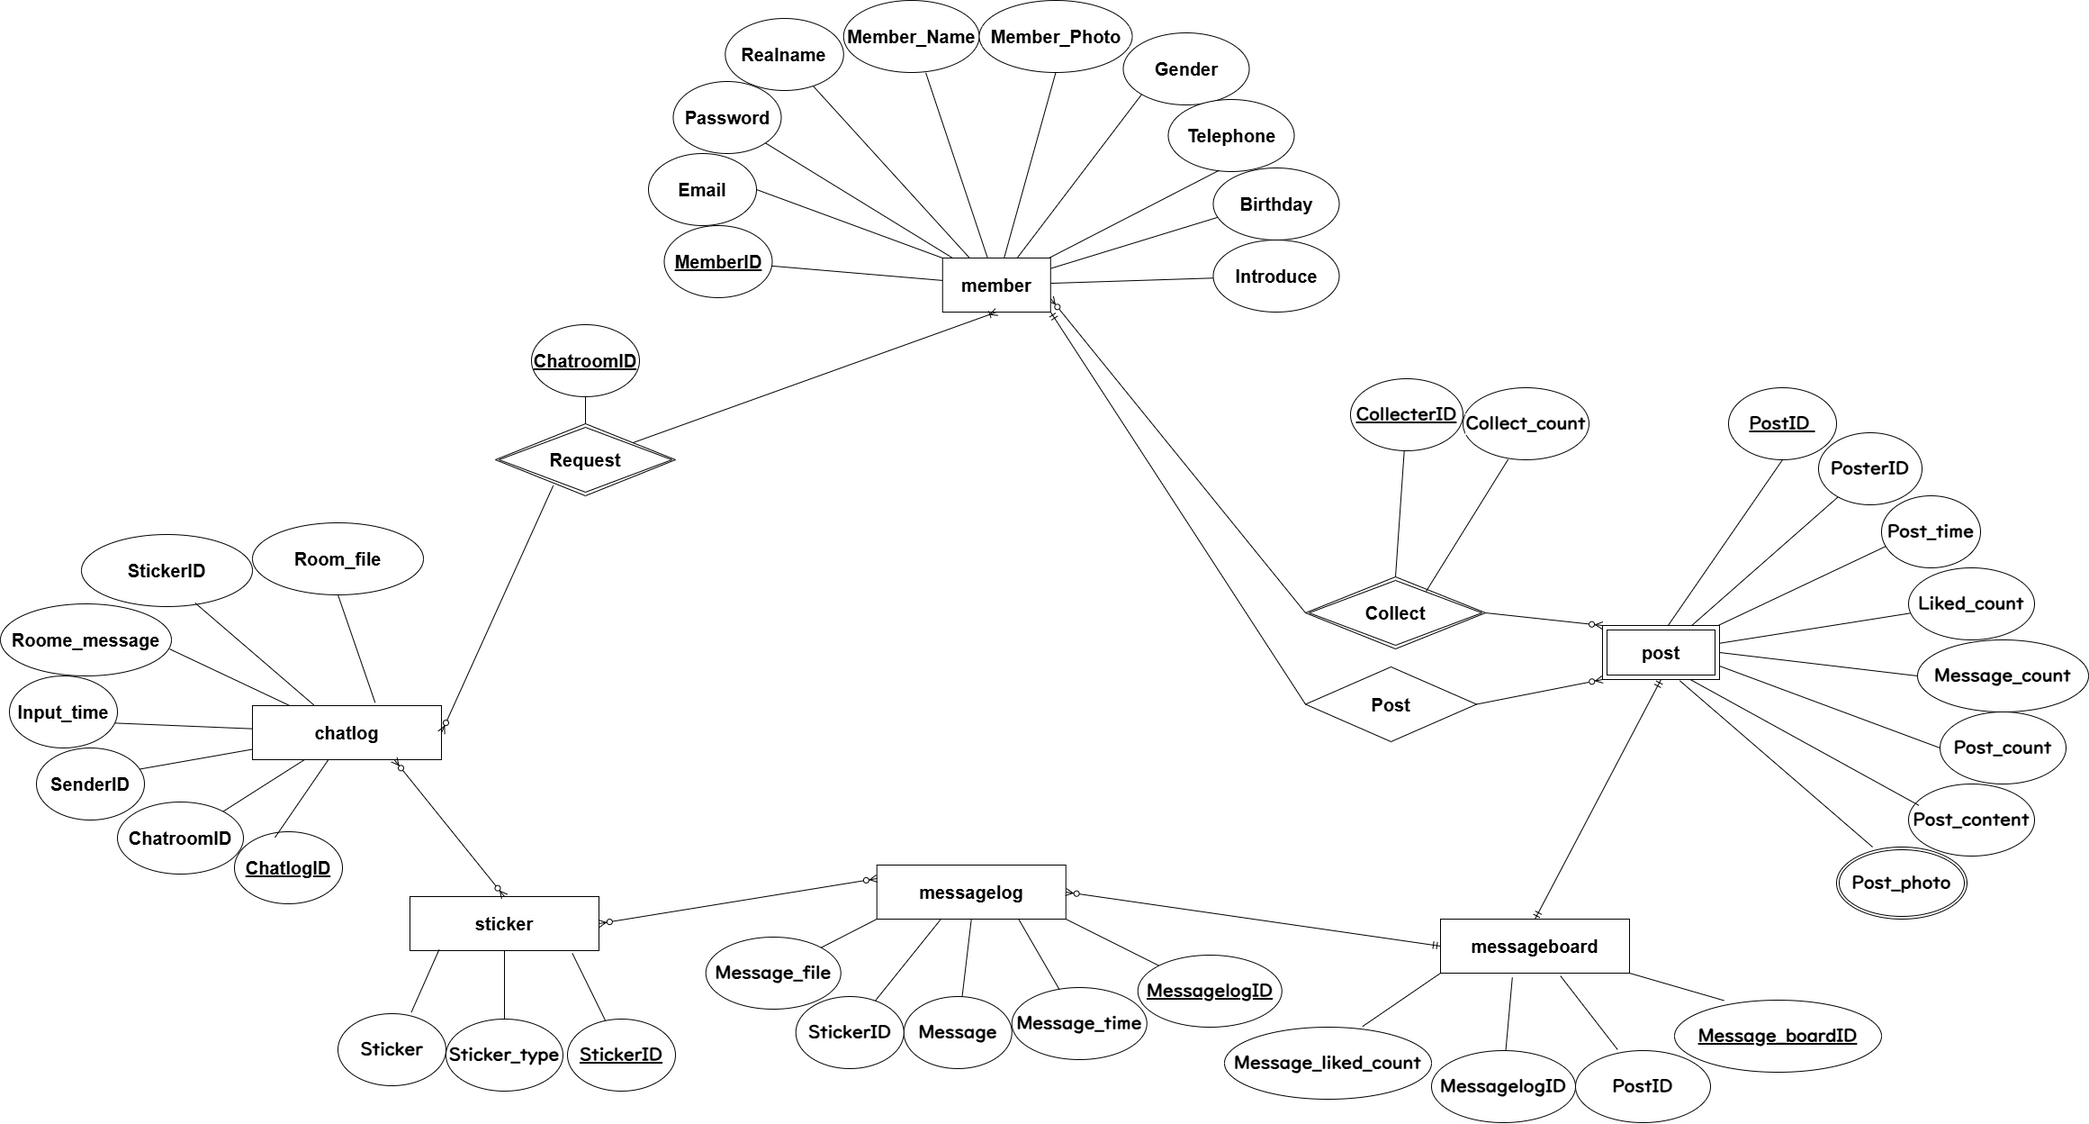 Member_Name
Member_Photo
Realname
Gender
Password
Telephone
Email
Birthday
MemberID
Introduce
member
ChatroomID
Request
CollecterID
Collect_count
PostID
PosterID
Post_time
Liked_count
Message_count
Post_count
Post_content
Post_photo
Collect
post
Post
Room_file
StickerID
Roome_message
Input_time
SenderID
ChatroomID
ChatlogID
chatlog
sticker
Sticker
Sticker_type
StickerID
messagelog
Message_file
StickerID
Message
Message_time
MessagelogID
messageboard
Message_liked_count
MessagelogID
PostID
Message_boardID